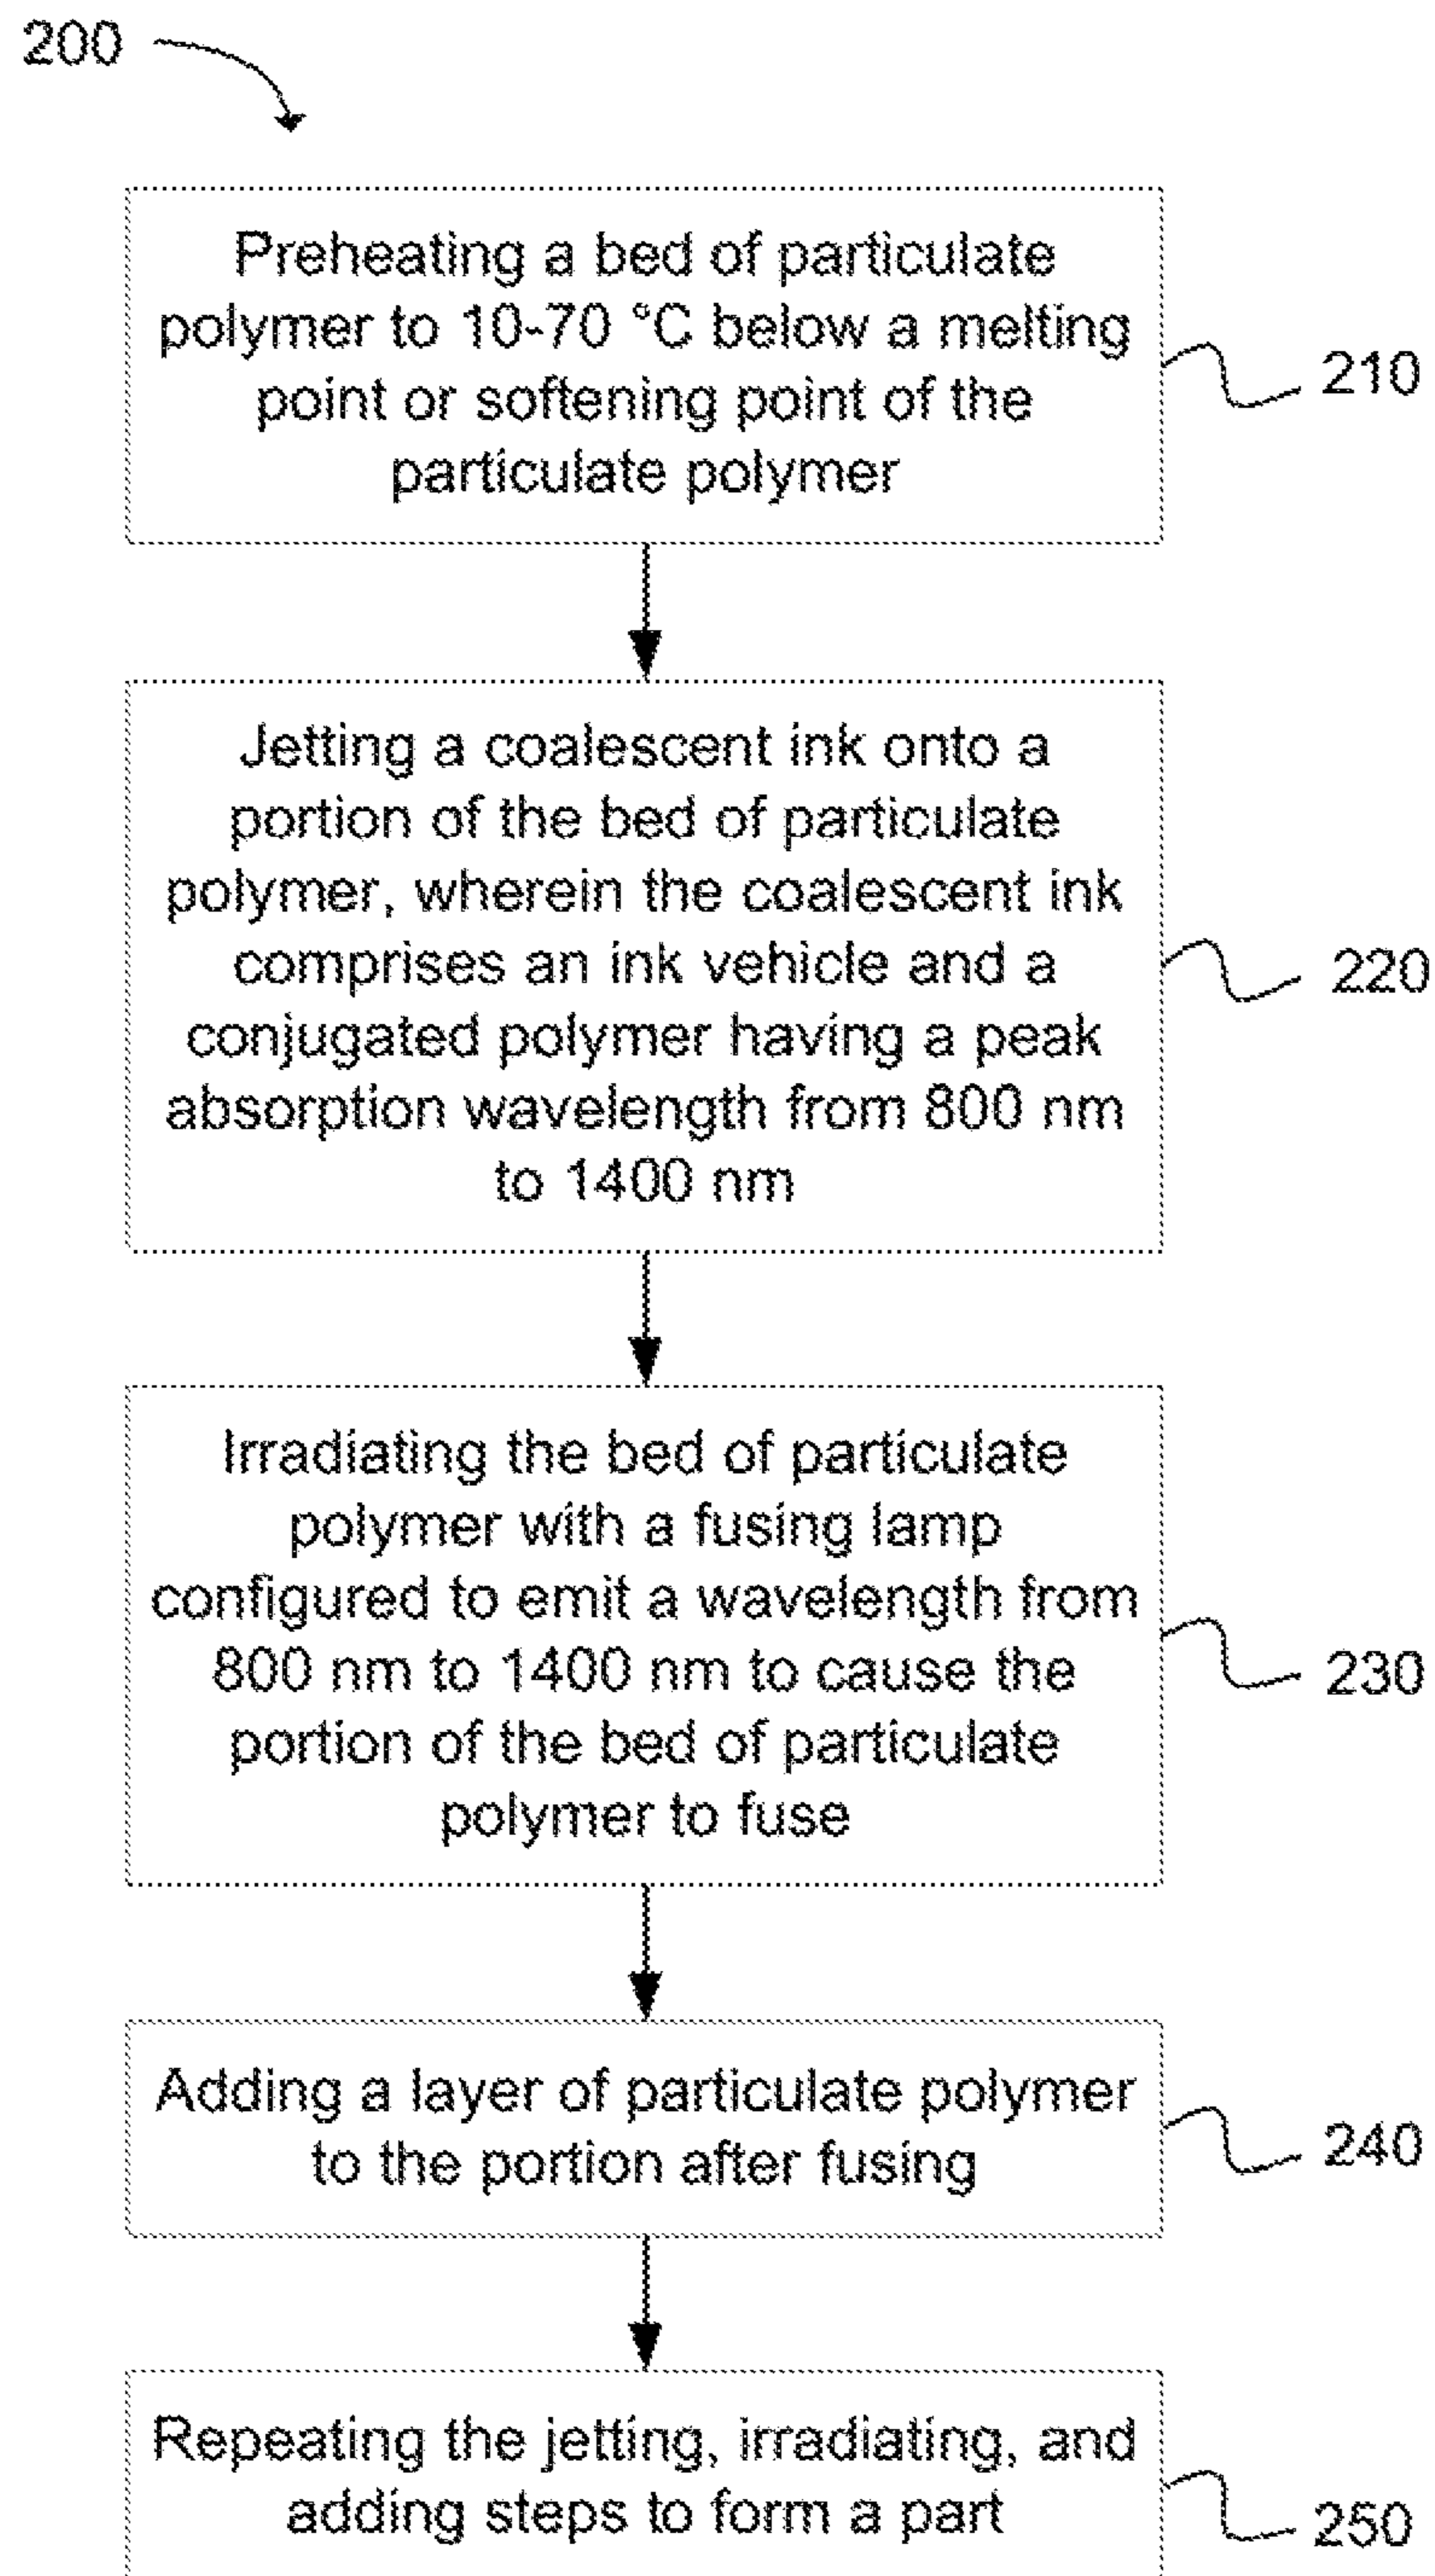 200
Preheating a bed of particulate
polymer to 10-70 °C below a melting
point or softening point of the
particulate polymer
210
Jetting a coalescent ink onto a
portion of the bed of particulate
polymer, wherein the coalescent ink
comprises an ink vehicle and a
conjugated polymer having a peak
absorption wavelength from 800 nm
to 1400 nm
220
Irradiating the bed of particulate
polymer with a fusing lamp
configured to emit a wavelength from
800 nm to 1400 nm to cause the
portion of the bed of particulate
polymer to fuse
230
Adding a layer of particulate polymer
to the portion after fusing
240
Repeating the jetting, irradiating, and
adding steps to form a part
250